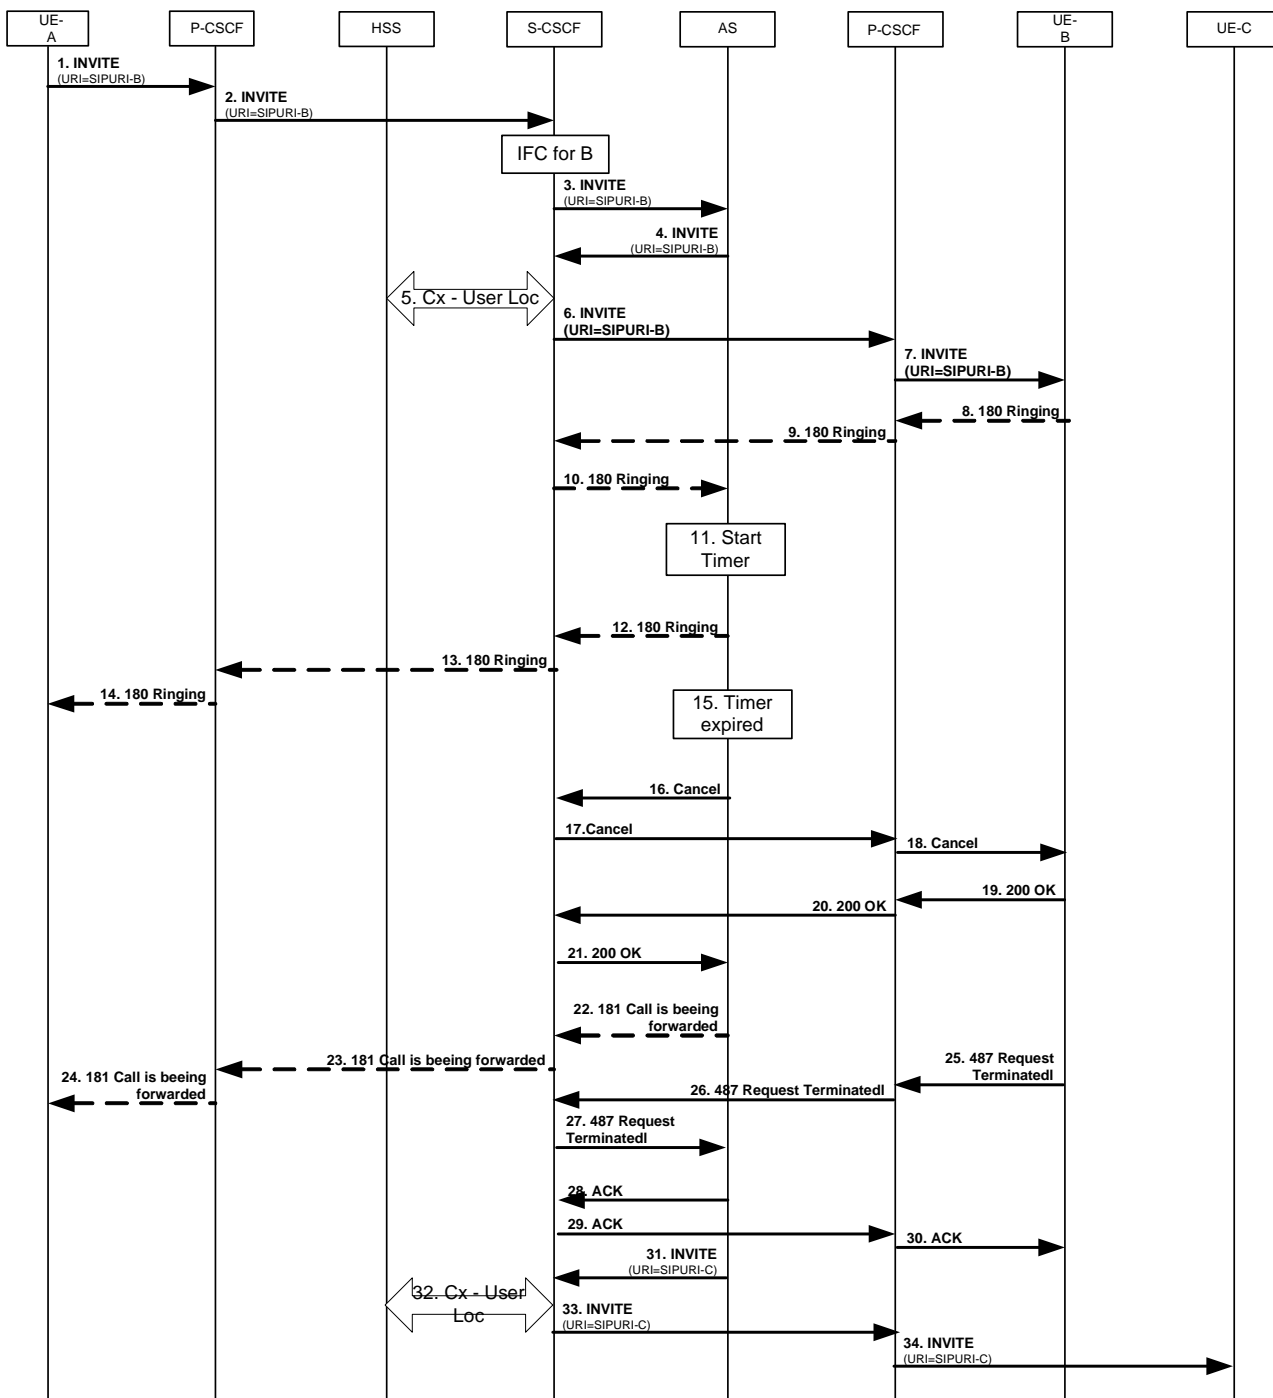 UE-
A
P-CSCF
HSS
S-CSCF
AS
P-CSCF
UE-
B
UE-C
1. INVITE
(URI=SIPURI-B)
2. INVITE
(URI=SIPURI-B)
IFC for B
3. INVITE
(URI=SIPURI-B)
4. INVITE
(URI=SIPURI-B)
5. Cx - User Loc
6. INVITE
(URI=SIPURI-B)
7. INVITE
(URI=SIPURI-B)
8. 180 Ringing
9. 180 Ringing
10. 180 Ringing
11. Start
Timer
12. 180 Ringing
13. 180 Ringing
14. 180 Ringing
15. Timer
expired
16. Cancel
17.Cancel
18. Cancel
19. 200 OK
20. 200 OK
21. 200 OK
22. 181 Call is beeing
forwarded
23. 181 Call is beeing forwarded
24. 181 Call is beeing
forwarded
25. 487 Request
Terminatedl
26. 487 Request Terminatedl
27. 487 Request
Terminatedl
28. ACK
29. ACK
30. ACK
31. INVITE
(URI=SIPURI-C)
32. Cx - User
Loc
33. INVITE
(URI=SIPURI-C)
34. INVITE
(URI=SIPURI-C)